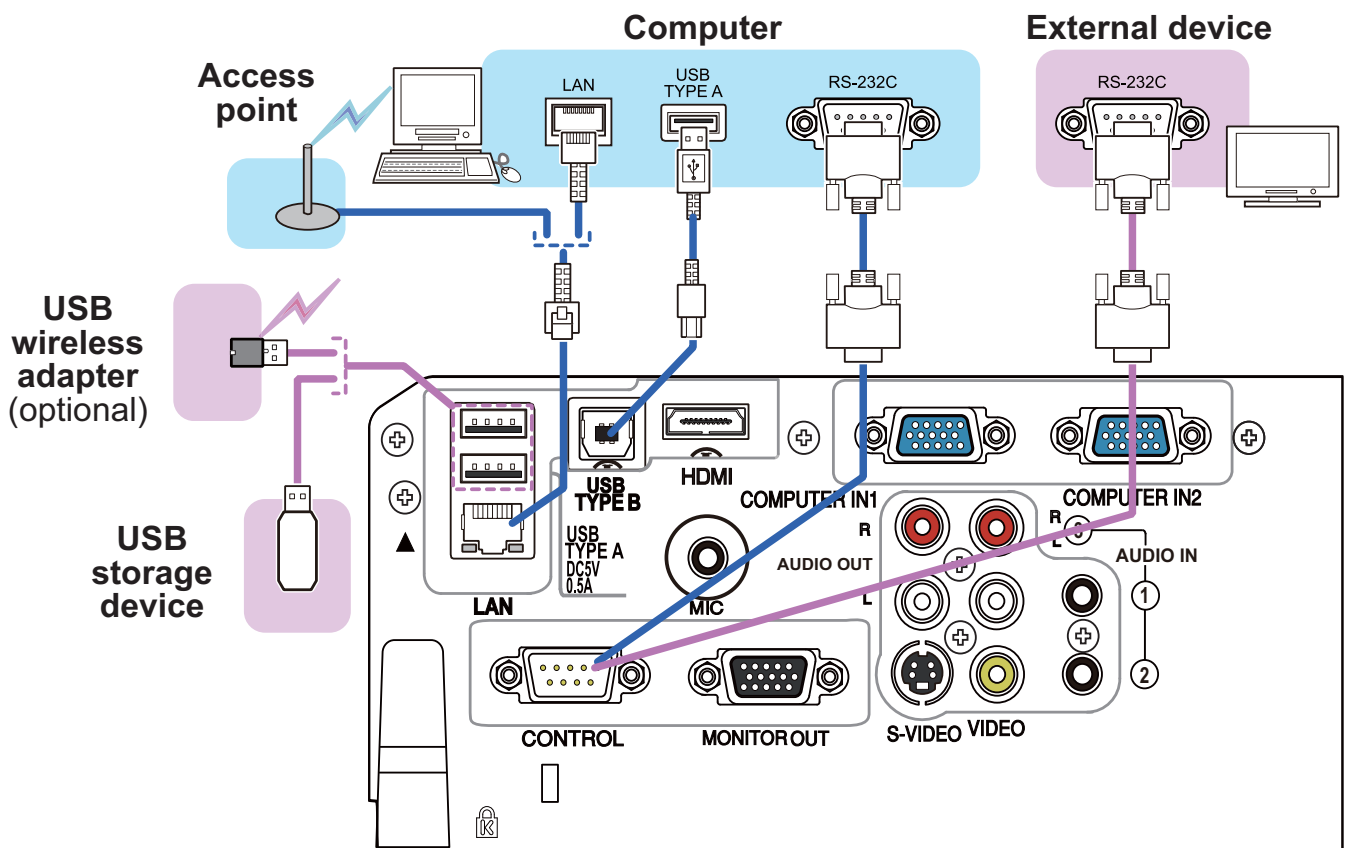 Computer
External device
Access
point
LAN
USB
TYPE A
RS-232C
RS-232C
USB
wireless
adapter
(optional)
USB
storage
device
USB
TYPE B
HDMI
COMPUTER IN1
COMPUTER IN2
USB
TYPE A
DC5V
0.5A
LAN
MIC
AUDIO OUT
R
L
R
L
3
AUDIO IN
1
2
CONTROL
MONITOR OUT
S-VIDEO
VIDEO
K